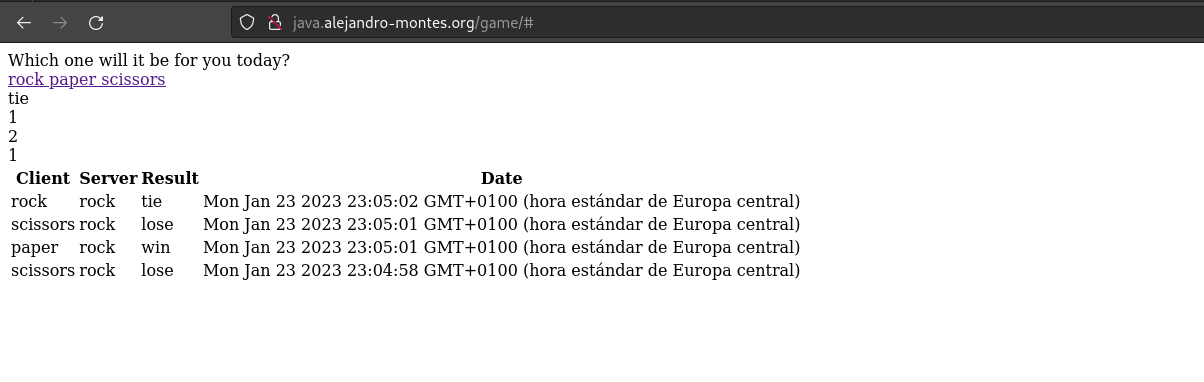 java.alejandro-montes.org/game/#
Which one will it be for you today?
rock paper scissors
tie
1
2
1
Client Server Result Date
rock rock tie Mon Jan 23 2023 23:05:02 GMT+0100 (hora estándar de Europa central)
scissors rock lose Mon Jan 23 2023 23:05:01 GMT+0100 (hora estándar de Europa central)
paper rock win Mon Jan 23 2023 23:05:01 GMT+0100 (hora estándar de Europa central)
scissors rock lose Mon Jan 23 2023 23:04:58 GMT+0100 (hora estándar de Europa central)